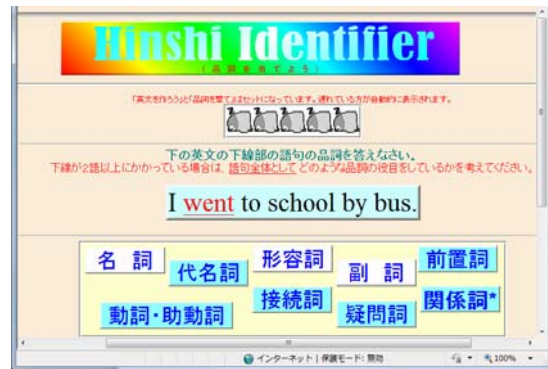 Hinshi Identifier
(品詞を当てよう)
「英文を作ろう」と「品詞を当てよ」はセットになっています。遅れている方が自動的に表示されます。
下の英文の下線部の語句の品詞を答えなさい。
下線が2語以上にかかっている場合は、語句全体として どのような品詞の役目をしているかを考えてください。
I went to school by bus.
名 詞
代名詞
形容詞
副 詞
前置詞
動詞・助動詞
接続詞
疑問詞
関係詞*
インターネット | 保護モード: 無効
100%